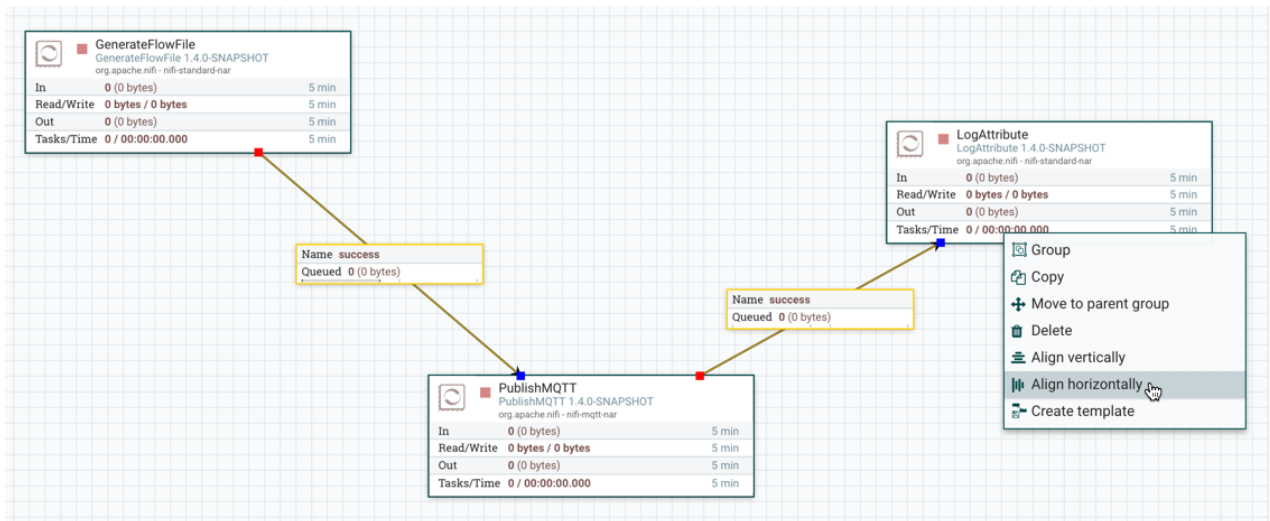 GenerateFlowFile
GenerateFlowFile 1.4.0-SNAPSHOT
org.apache.nifi - nifi-standard-nar
In 0 (0 bytes) 5 min
Read/Write 0 bytes / 0 bytes 5 min
Out 0 (0 bytes) 5 min
Tasks/Time 0 / 00:00:00.000 5 min
Name success
Queued 0 (0 bytes)
PublishMQTT
PublishMQTT 1.4.0-SNAPSHOT
org.apache.nifi - nifi-mqtt-nar
In 0 (0 bytes) 5 min
Read/Write 0 bytes / 0 bytes 5 min
Out 0 (0 bytes) 5 min
Tasks/Time 0 / 00:00:00.000 5 min
Name success
Queued 0 (0 bytes)
LogAttribute
LogAttribute 1.4.0-SNAPSHOT
org.apache.nifi - nifi-standard-nar
In 0 (0 bytes) 5 min
Read/Write 0 bytes / 0 bytes 5 min
Out 0 (0 bytes) 5 min
Tasks/Time 0 / 00:00:00.000 5 min
Group
Copy
Move to parent group
Delete
Align vertically
Align horizontally
Create template